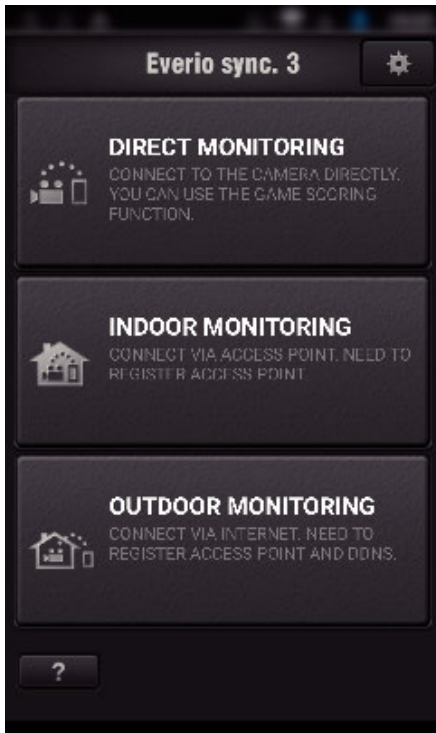 Everio sync. 3
DIRECT MONITORING
CONNECT TO THE CAMERA DIRECTLY.
YOU CAN USE THE GAME SCORING
FUNCTION.
INDOOR MONITORING
CONNECT VIA ACCESS POINT. NEED TO
REGISTER ACCESS POINT.
OUTDOOR MONITORING
CONNECT VIA INTERNET. NEED TO
REGISTER ACCESS POINT AND DDNS.
?